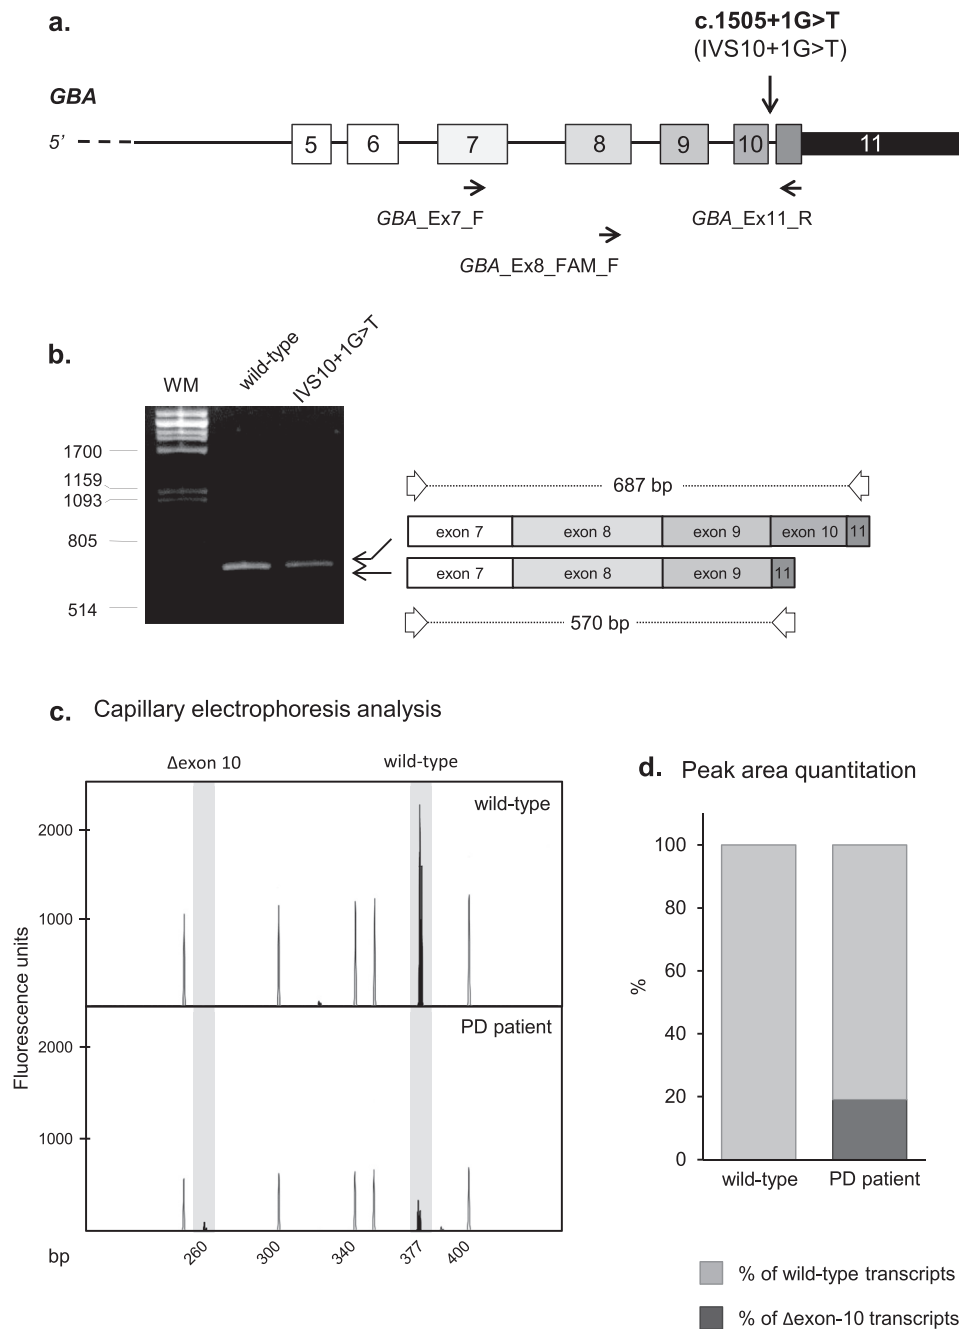 a.
c.1505+1G>T
(IVS10+1G>T)
GBA
5'
5 6 7 8 9 10 11
GBA_Ex7_F
GBA_Ex11_R
GBA_Ex8_FAM_F
b.
WM wild-type IVS10+1G>T
1700
1159
1093
805
514
687 bp
exon 7 exon 8 exon 9 exon 10 11
exon 7 exon 8 exon 9 11
570 bp
c. Capillary electrophoresis analysis
Δexon 10 wild-type
wild-type
2000
1000
PD patient
2000
1000
Fluorescence units
bp 260 300 340 377 400
d. Peak area quantitation
100
80
60
40
20
0
%
wild-type PD patient
% of wild-type transcripts
% of Δexon-10 transcripts